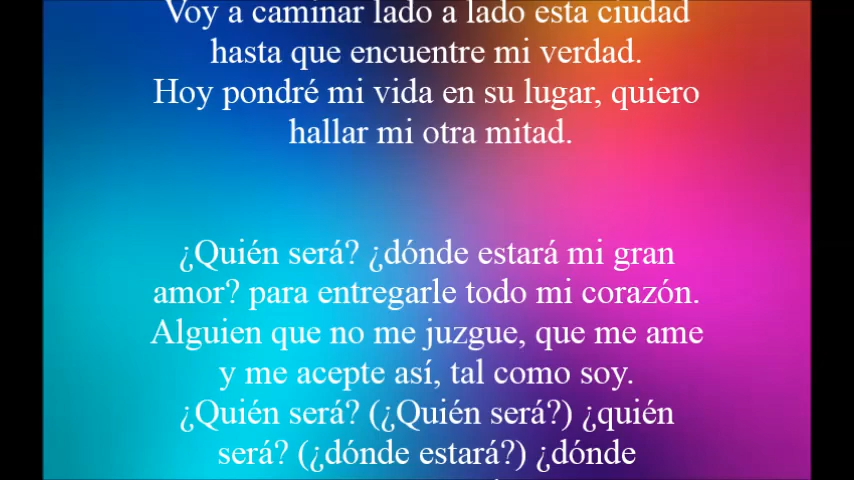 Voy a caminar lado a lado esta ciudad
hasta que encuentre mi verdad.
Hoy pondré mi vida en su lugar, quiero
hallar mi otra mitad.
¿Quién será? ¿dónde estará mi gran
amor? para entregarle todo mi corazón.
Alguien que no me juzgue, que me ame
y me acepte así, tal como soy.
¿Quién será? (¿Quién será?) ¿quién
será? (¿dónde estará?) ¿dónde